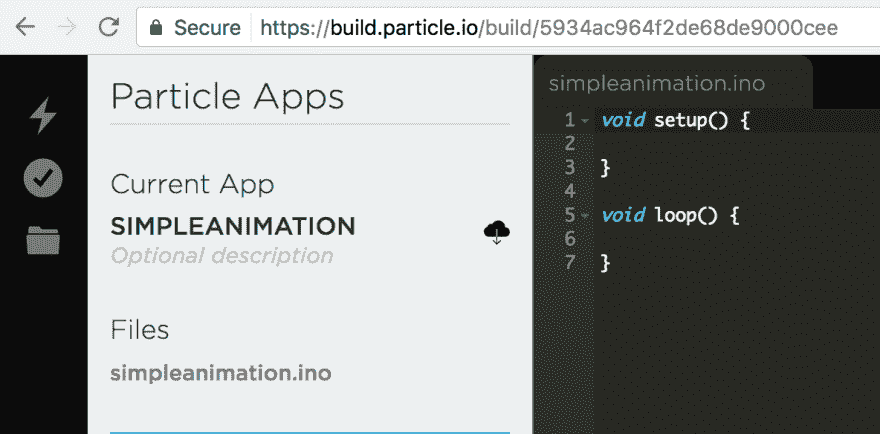 Secure https://build.particle.io/build/5934ac964f2de68de9000cee
Particle Apps
Current App
SIMPLEANIMATION
Optional description
Files
simpleanimation.ino
simpleanimation.ino
1 void setup() {
2
3 }
4
5 void loop() {
6
7 }